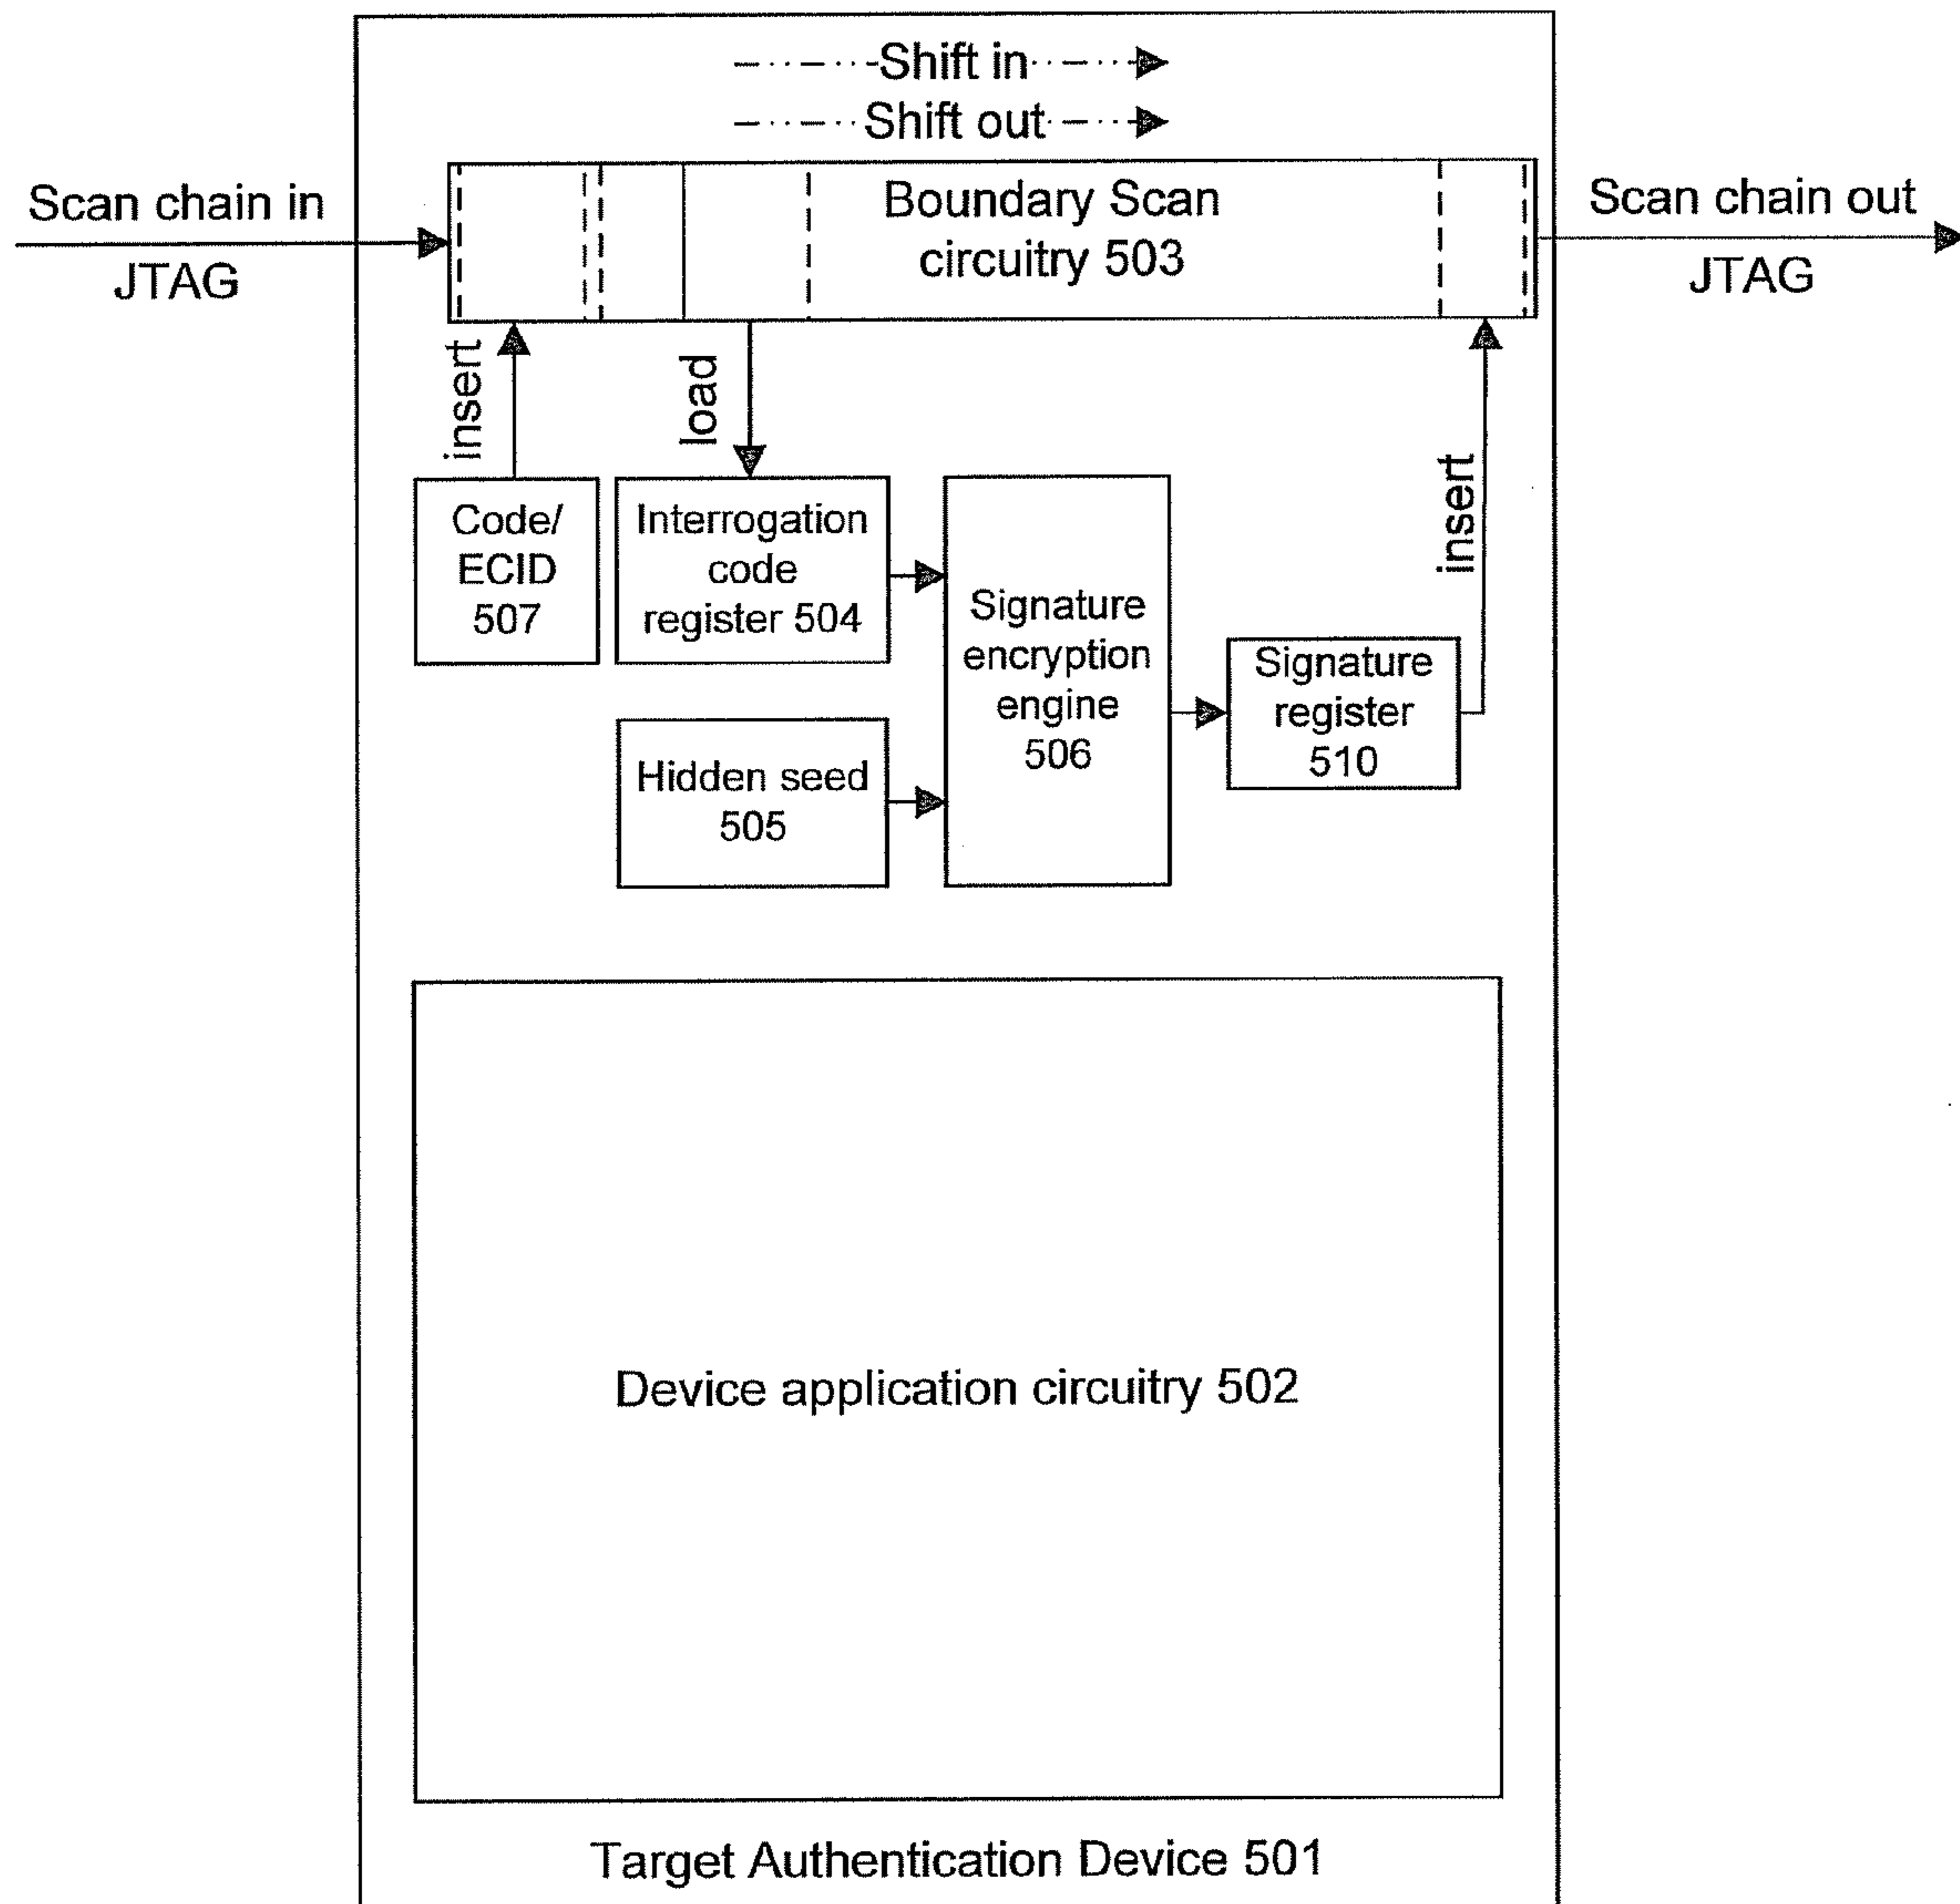 Shift in
Shift out
Scan chain in
JTAG
Boundary Scan
circuitry 503
Scan chain out
JTAG
insert
load
insert
Code/
ECID
507
Interrogation
code
register 504
Signature
encryption
engine
506
Signature
register
510
Hidden seed
505
Device application circuitry 502
Target Authentication Device 501